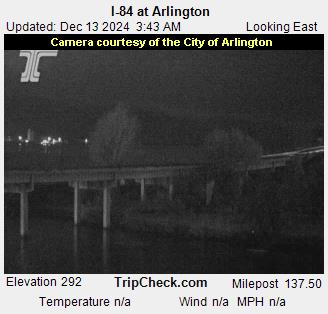 I-84 at Arlington
Updated: Dec 13 2024 3:43 AM Looking East
Camera courtesy of the City of Arlington
Elevation 292 TripCheck.com Milepost 137.50
Temperature n/a Wind n/a MPH n/a